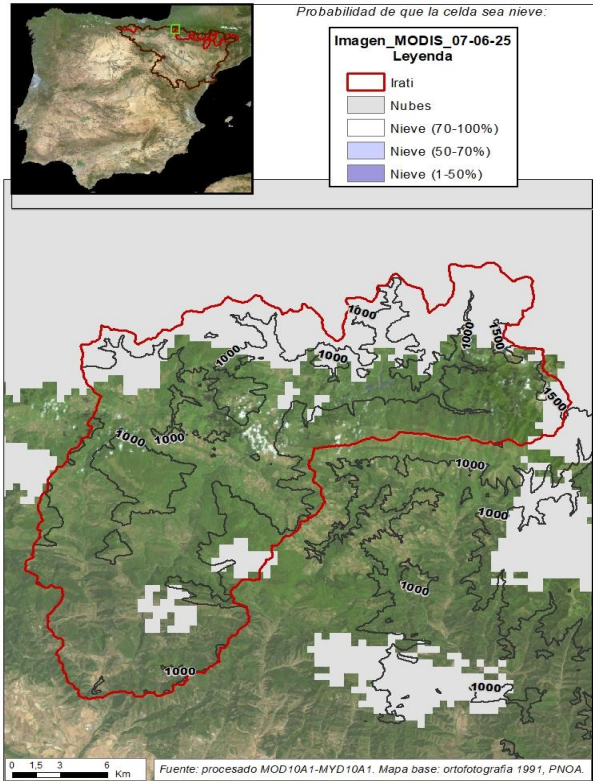 Probabilidad de que la celda sea nieve:
Imagen_MODIS_07-06-25
Leyenda
Irati
Nubes
Nieve (70-100%)
Nieve (50-70%)
Nieve (1-50%)
1000
1000
1500
1000
1000
1500
1000
1000
1000
1000
1000
1000
1000
0 1,5 3 6
Km
Fuente: procesado MOD10A1-MYD10A1. Mapa base: ortofotografía 1991, PNOA.